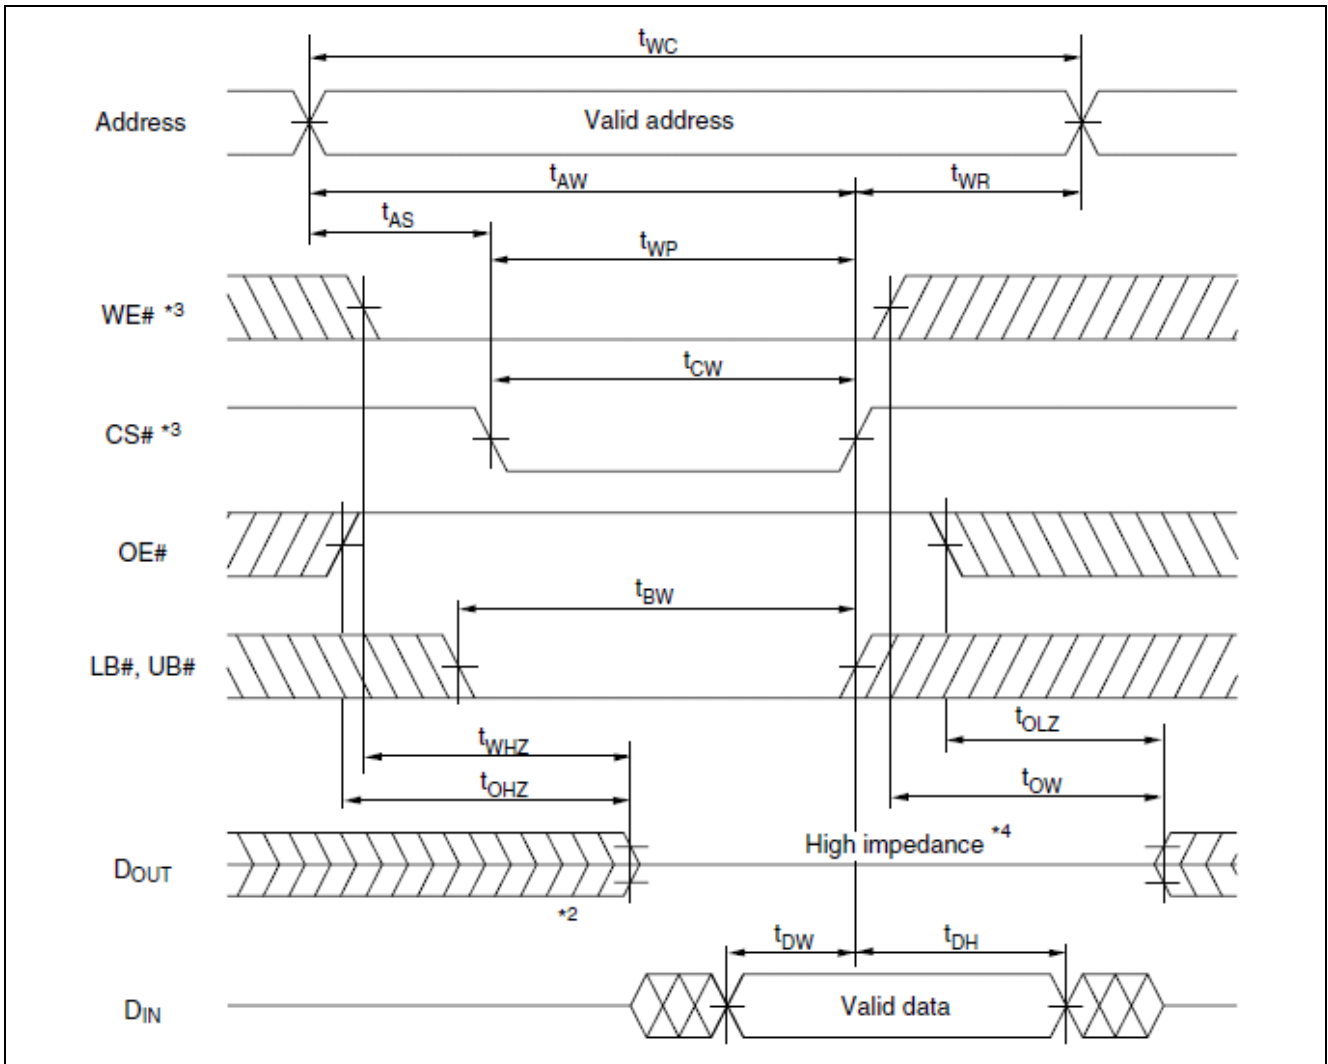 tWC
Address Valid address
tAW tWR
tAS
tWP
WE# *3
tCW
CS# *3
OE#
tBW
LB#, UB#
tOLZ
tWHZ
tOHZ
tOW
High impedance *4
DOUT
*2
tDW tDH
DIN Valid data